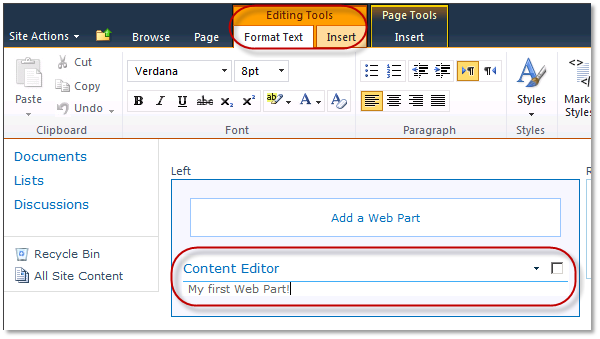 Editing Tools Page Tools
Site Actions Browse Page Format Text Insert Insert
Verdana 8pt
Cut
Copy
Paste Undo
B I U abc X₂ X² ab A A
Styles Mark
Styles
Clipboard Font Paragraph Styles
Documents
Lists
Discussions
Recycle Bin
All Site Content
Left R
Add a Web Part
Content Editor
My first Web Part!